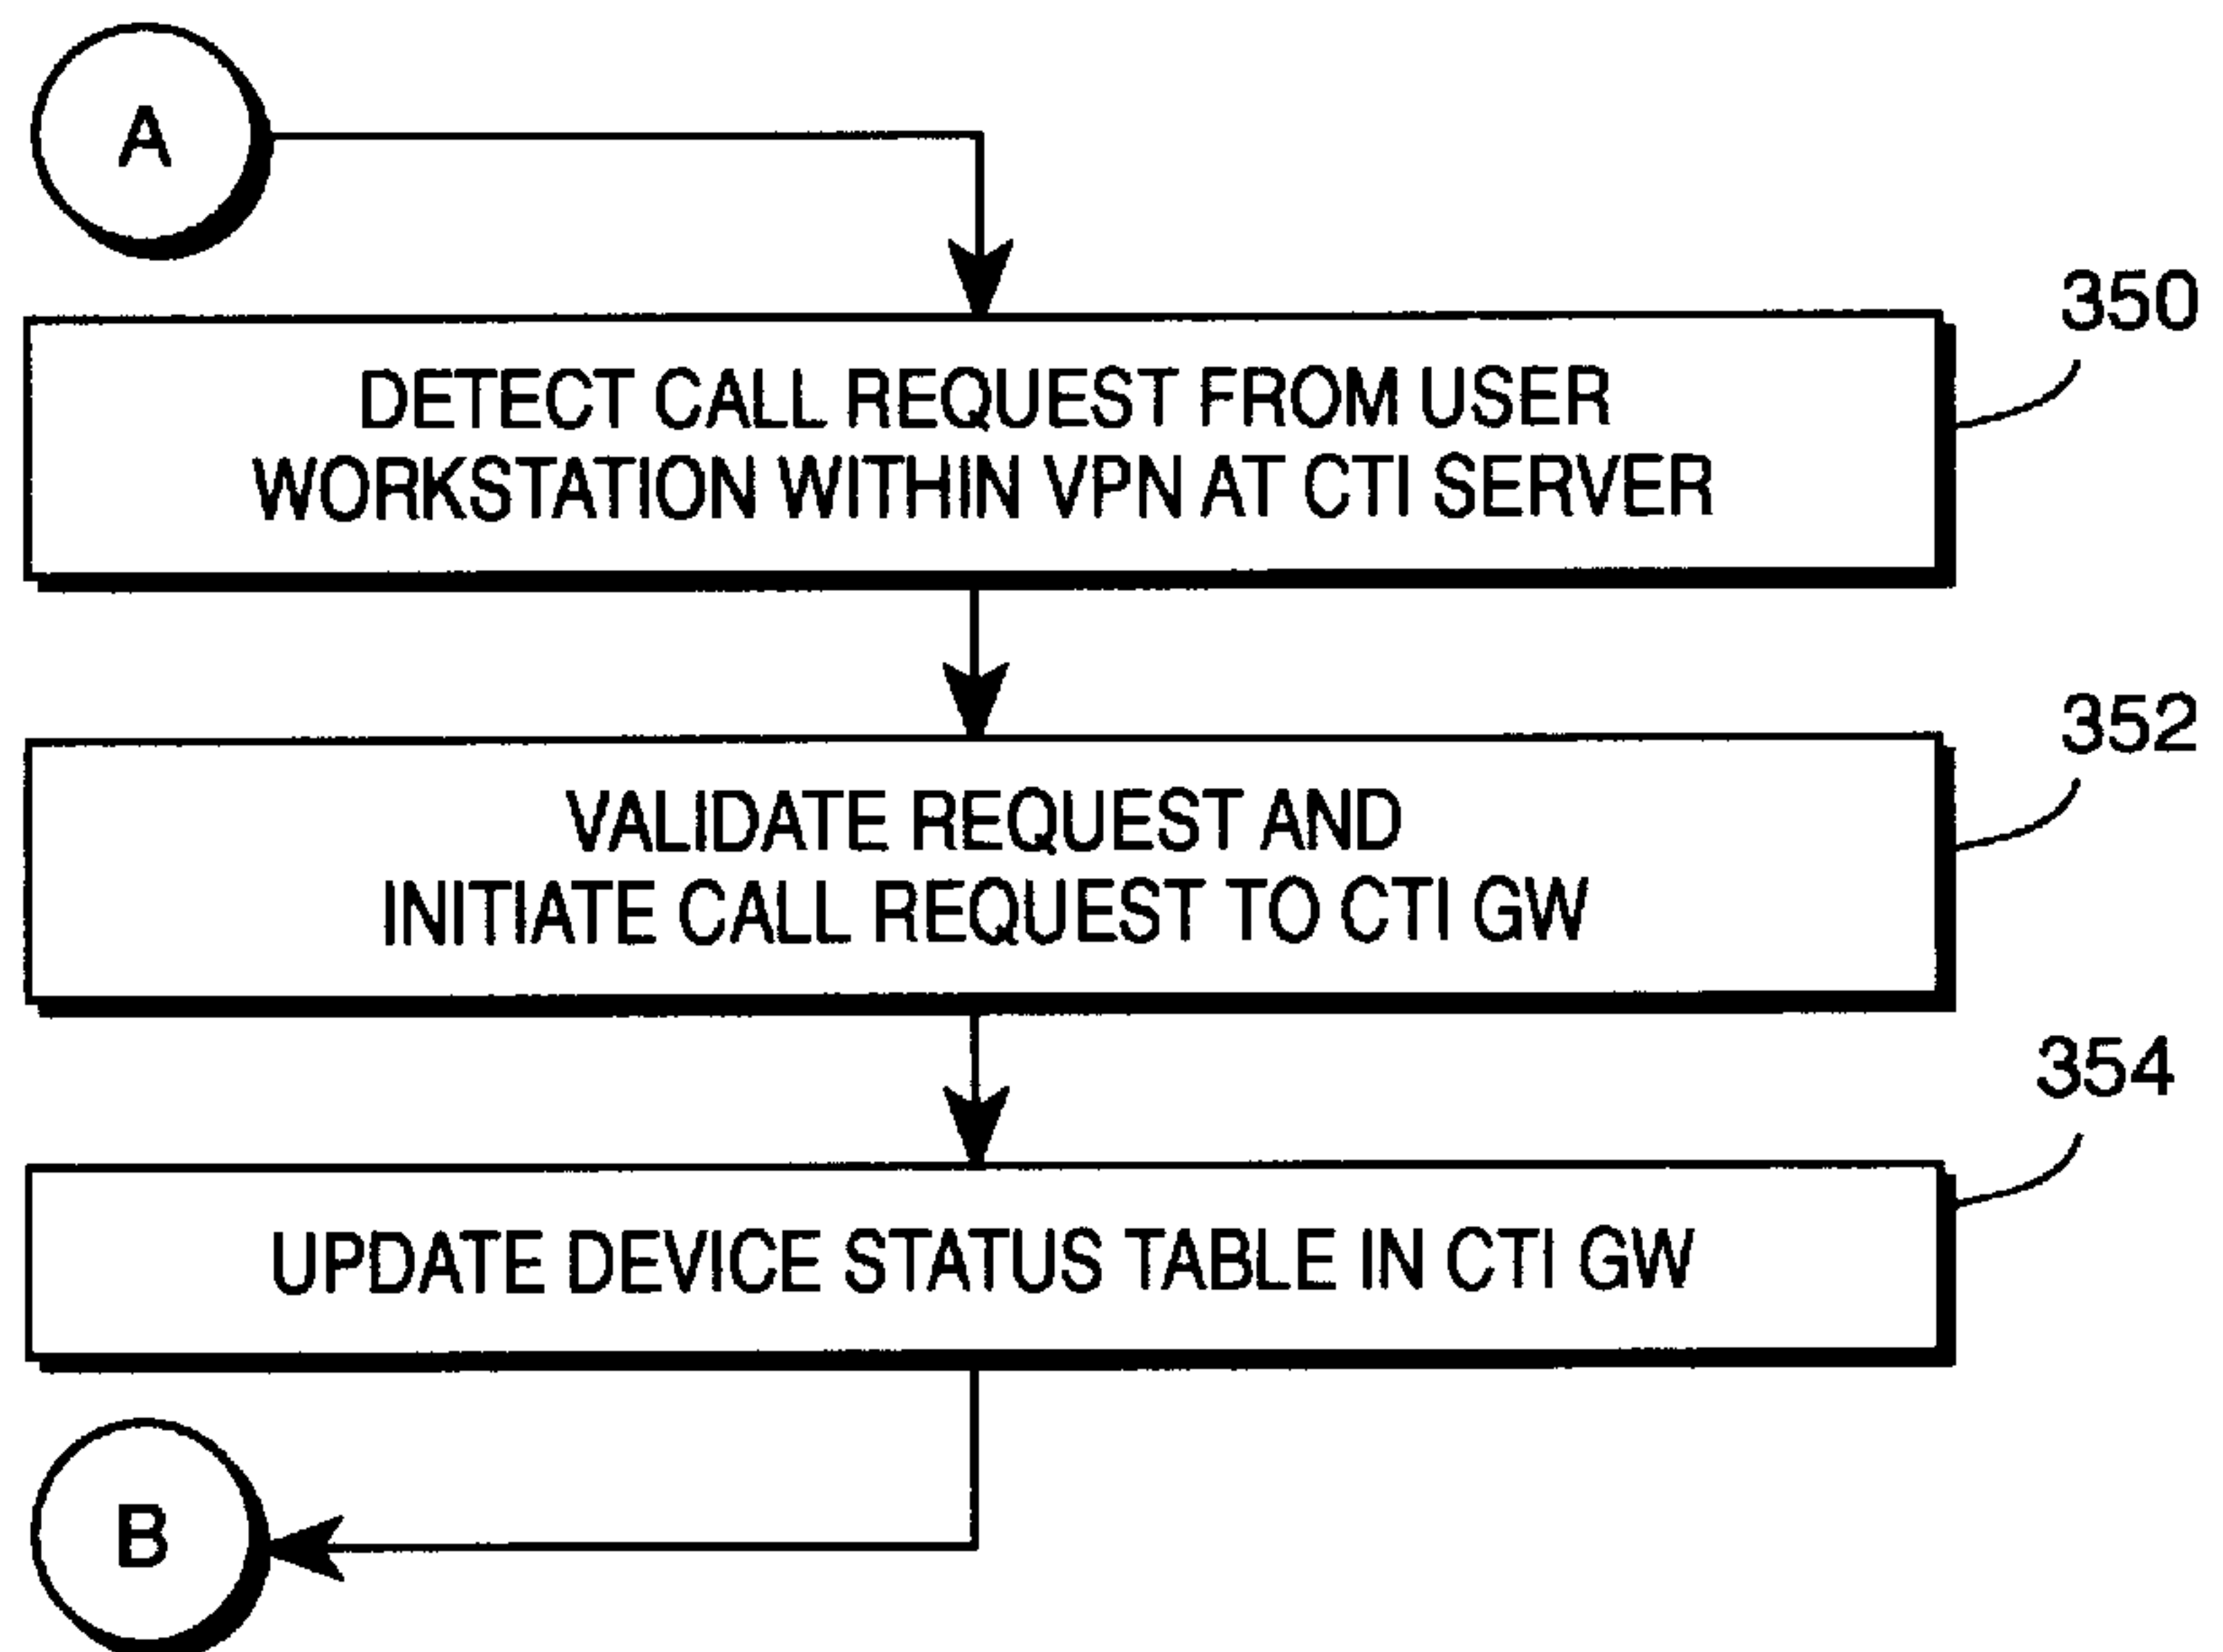 A
350
DETECT CALL REQUEST FROM USER
WORKSTATION WITHIN VPN AT CTI SERVER
352
VALIDATE REQUEST AND
INITIATE CALL REQUEST TO CTI GW
354
UPDATE DEVICE STATUS TABLE IN CTI GW
B